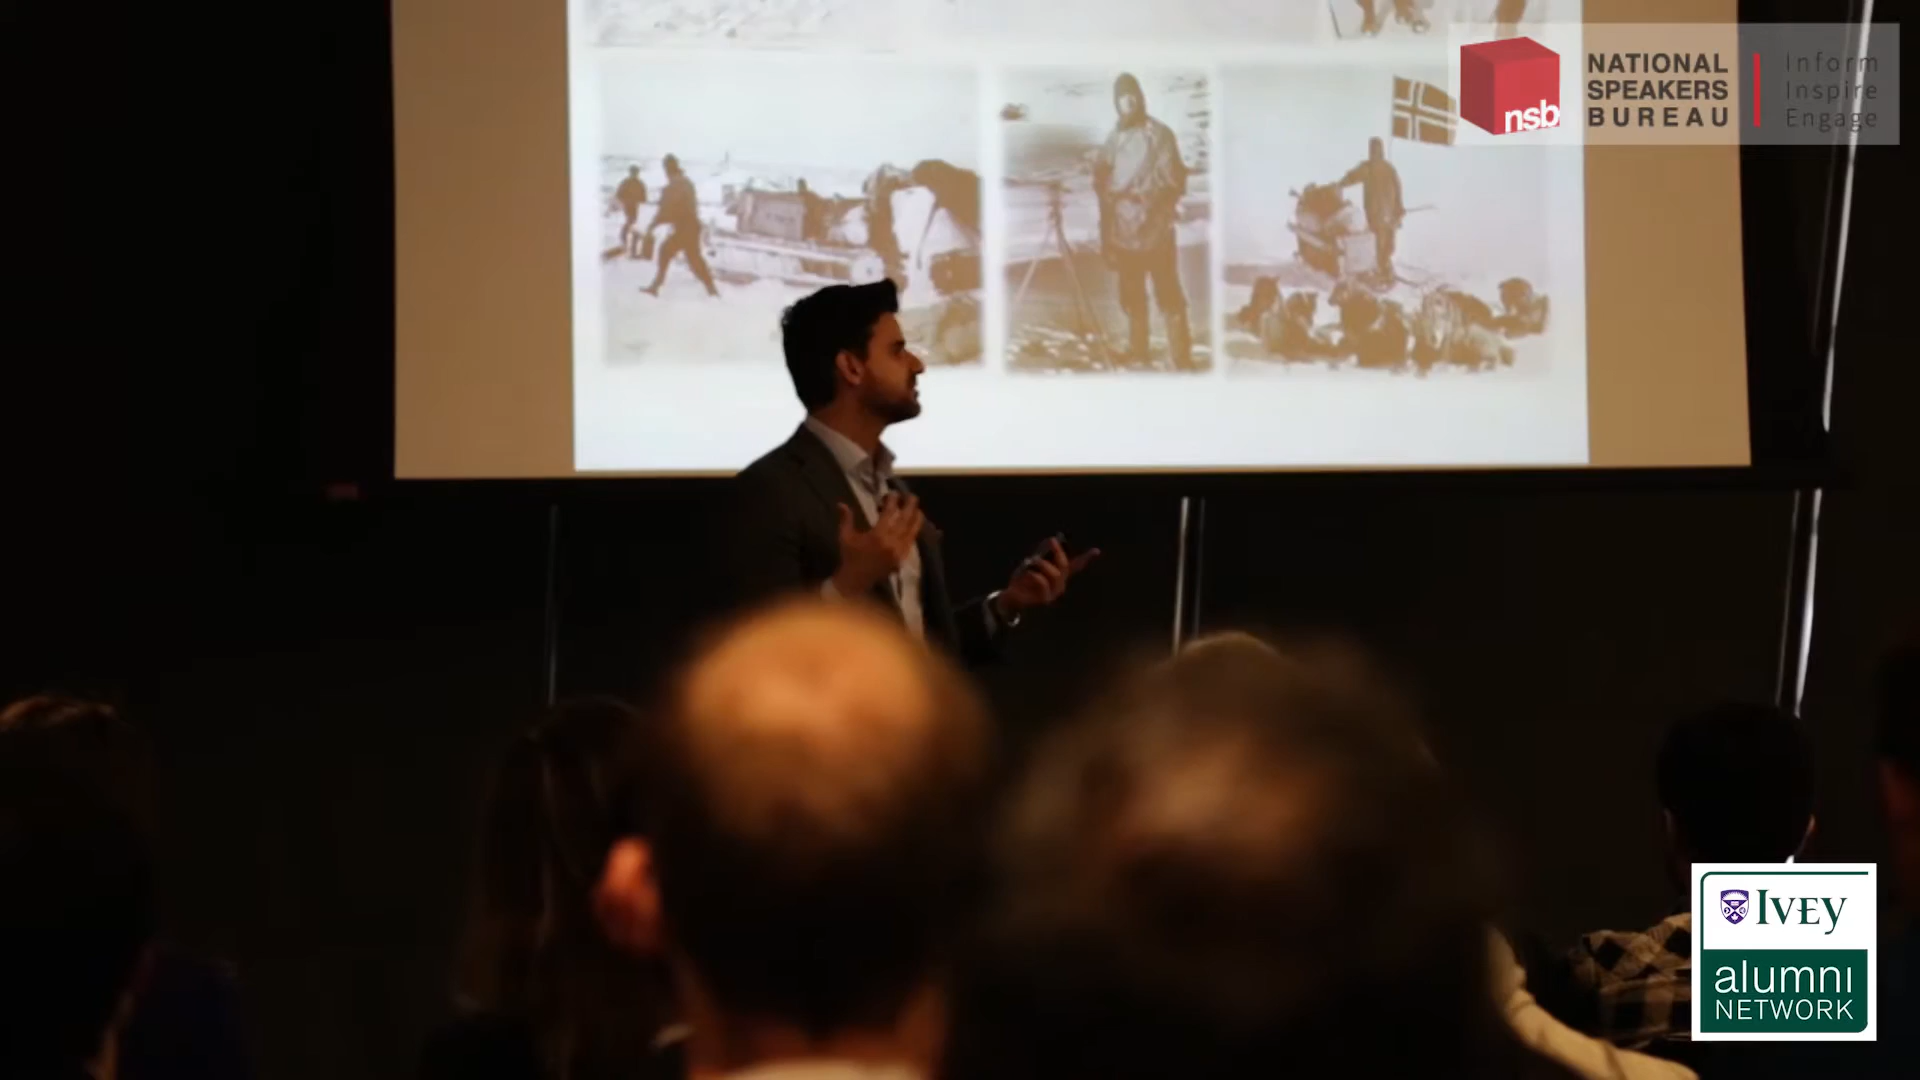 nsb
NATIONAL
SPEAKERS
BUREAU
Inform
Inspire
Engage
IVEY
alumni
NETWORK